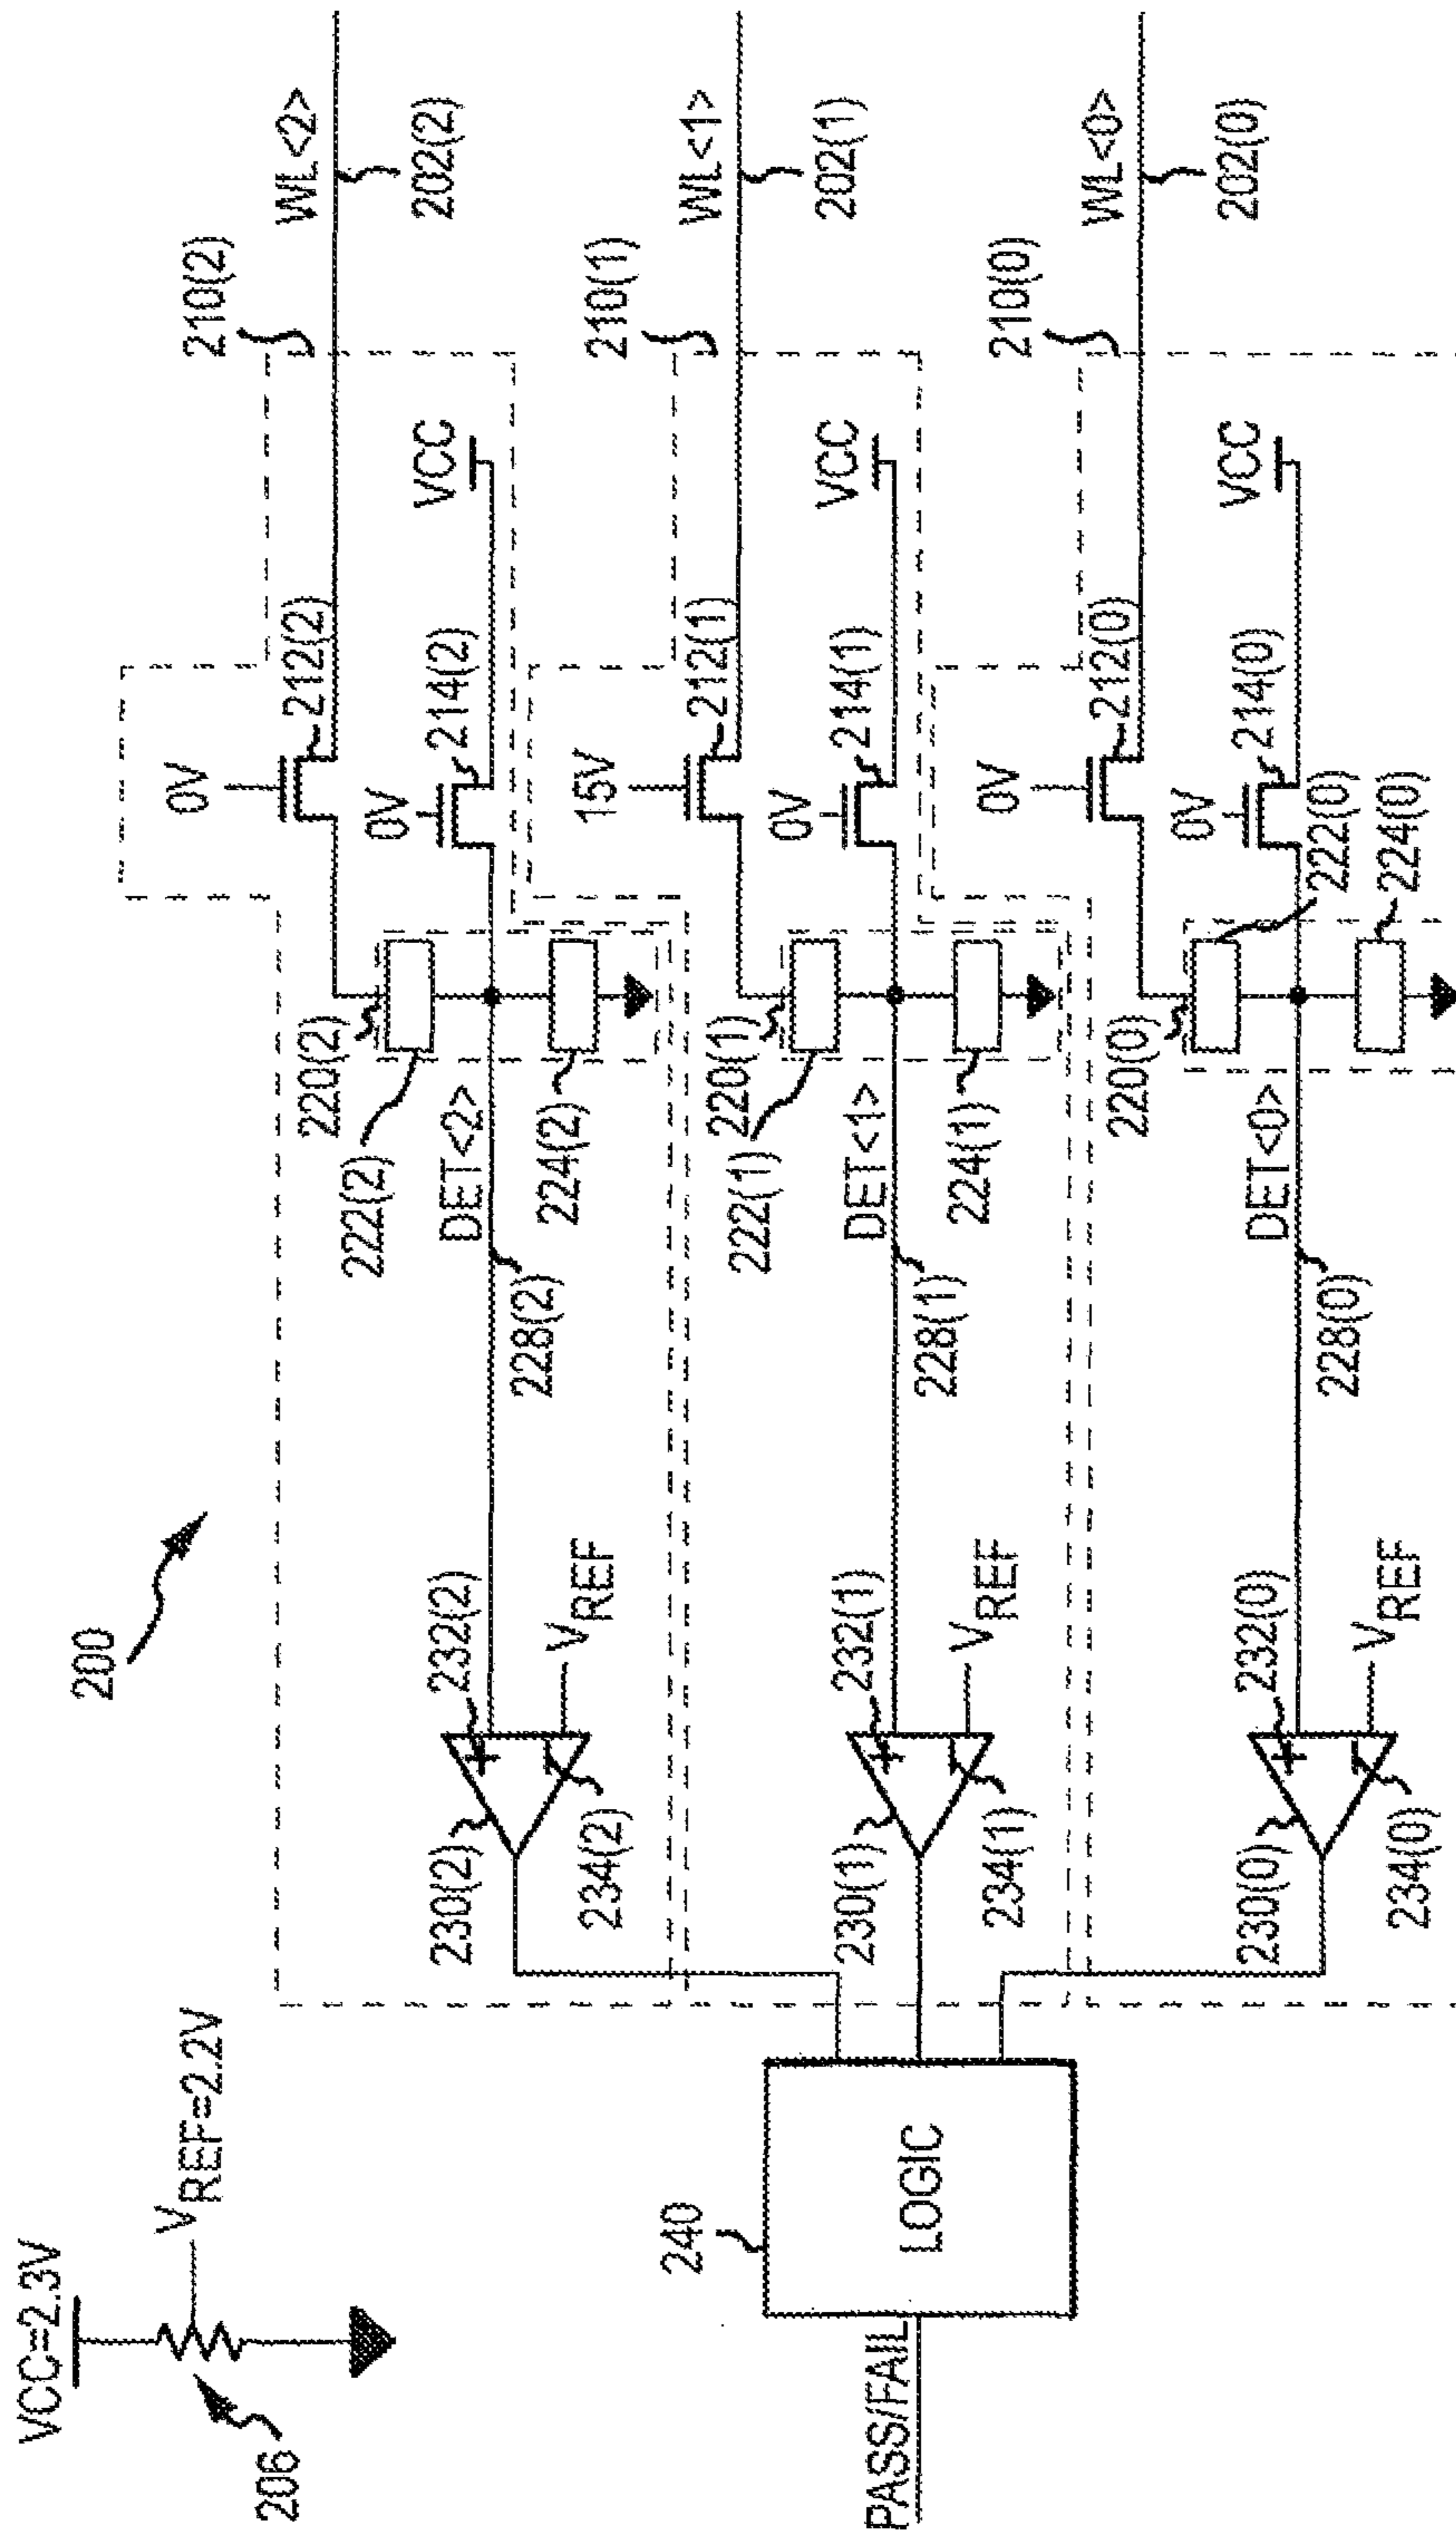 200
VCC=2.3V
VREF=2.2V
206
210(2)
WL<2>
202(2)
0V
212(2)
0V
214(2)
VCC
220(2)
222(2)
224(2)
DET<2>
228(2)
232(2)
VREF
230(2)
234(2)
210(1)
WL<1>
202(1)
15V
212(1)
0V
214(1)
VCC
220(1)
222(1)
224(1)
DET<1>
228(1)
232(1)
VREF
230(1)
234(1)
210(0)
WL<0>
202(0)
0V
212(0)
0V
214(0)
VCC
220(0)
222(0)
224(0)
DET<0>
228(0)
232(0)
VREF
230(0)
234(0)
240
LOGIC
PASS/FAIL